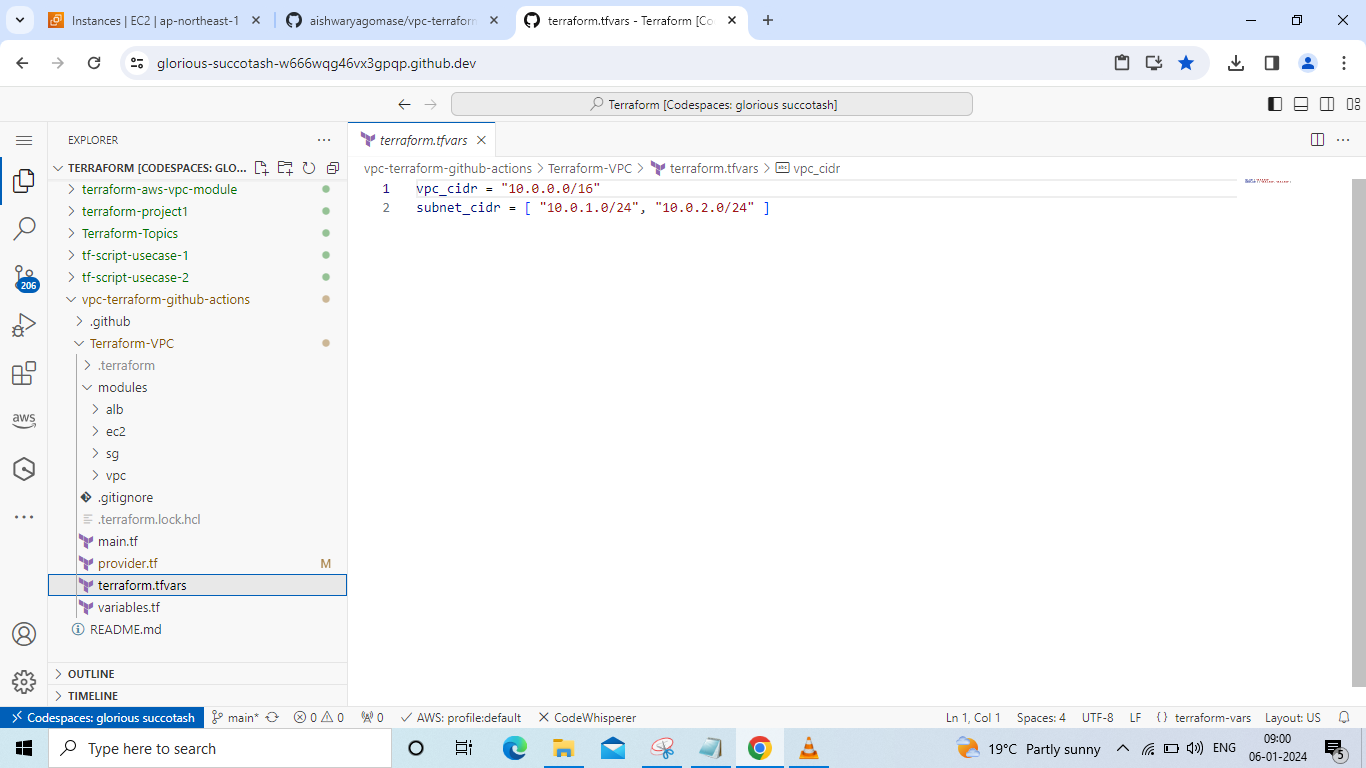 Instances | EC2 | ap-northeast-1
aishwaryagomase/vpc-terraform
terraform.tfvars - Terraform [Co
glorious-succotash-w666wqg46vx3gpqp.github.dev
Terraform [Codespaces: glorious succotash]
EXPLORER
TERRAFORM [CODESPACES: GLO...
terraform-aws-vpc-module
terraform-project1
Terraform-Topics
tf-script-usecase-1
tf-script-usecase-2
vpc-terraform-github-actions
.github
Terraform-VPC
.terraform
modules
alb
ec2
sg
vpc
.gitignore
.terraform.lock.hcl
main.tf
provider.tf M
terraform.tfvars
variables.tf
README.md
OUTLINE
TIMELINE
206
aws
terraform.tfvars
vpc-terraform-github-actions > Terraform-VPC > terraform.tfvars > vpc_cidr
1 vpc_cidr = "10.0.0.0/16"
2 subnet_cidr = [ "10.0.1.0/24", "10.0.2.0/24" ]
Codespaces: glorious succotash main* 0 0 0 AWS: profile:default CodeWhisperer Ln 1, Col 1 Spaces: 4 UTF-8 LF terraform-vars Layout: US
Type here to search
19°C Partly sunny
ENG
09:00
06-01-2024
5